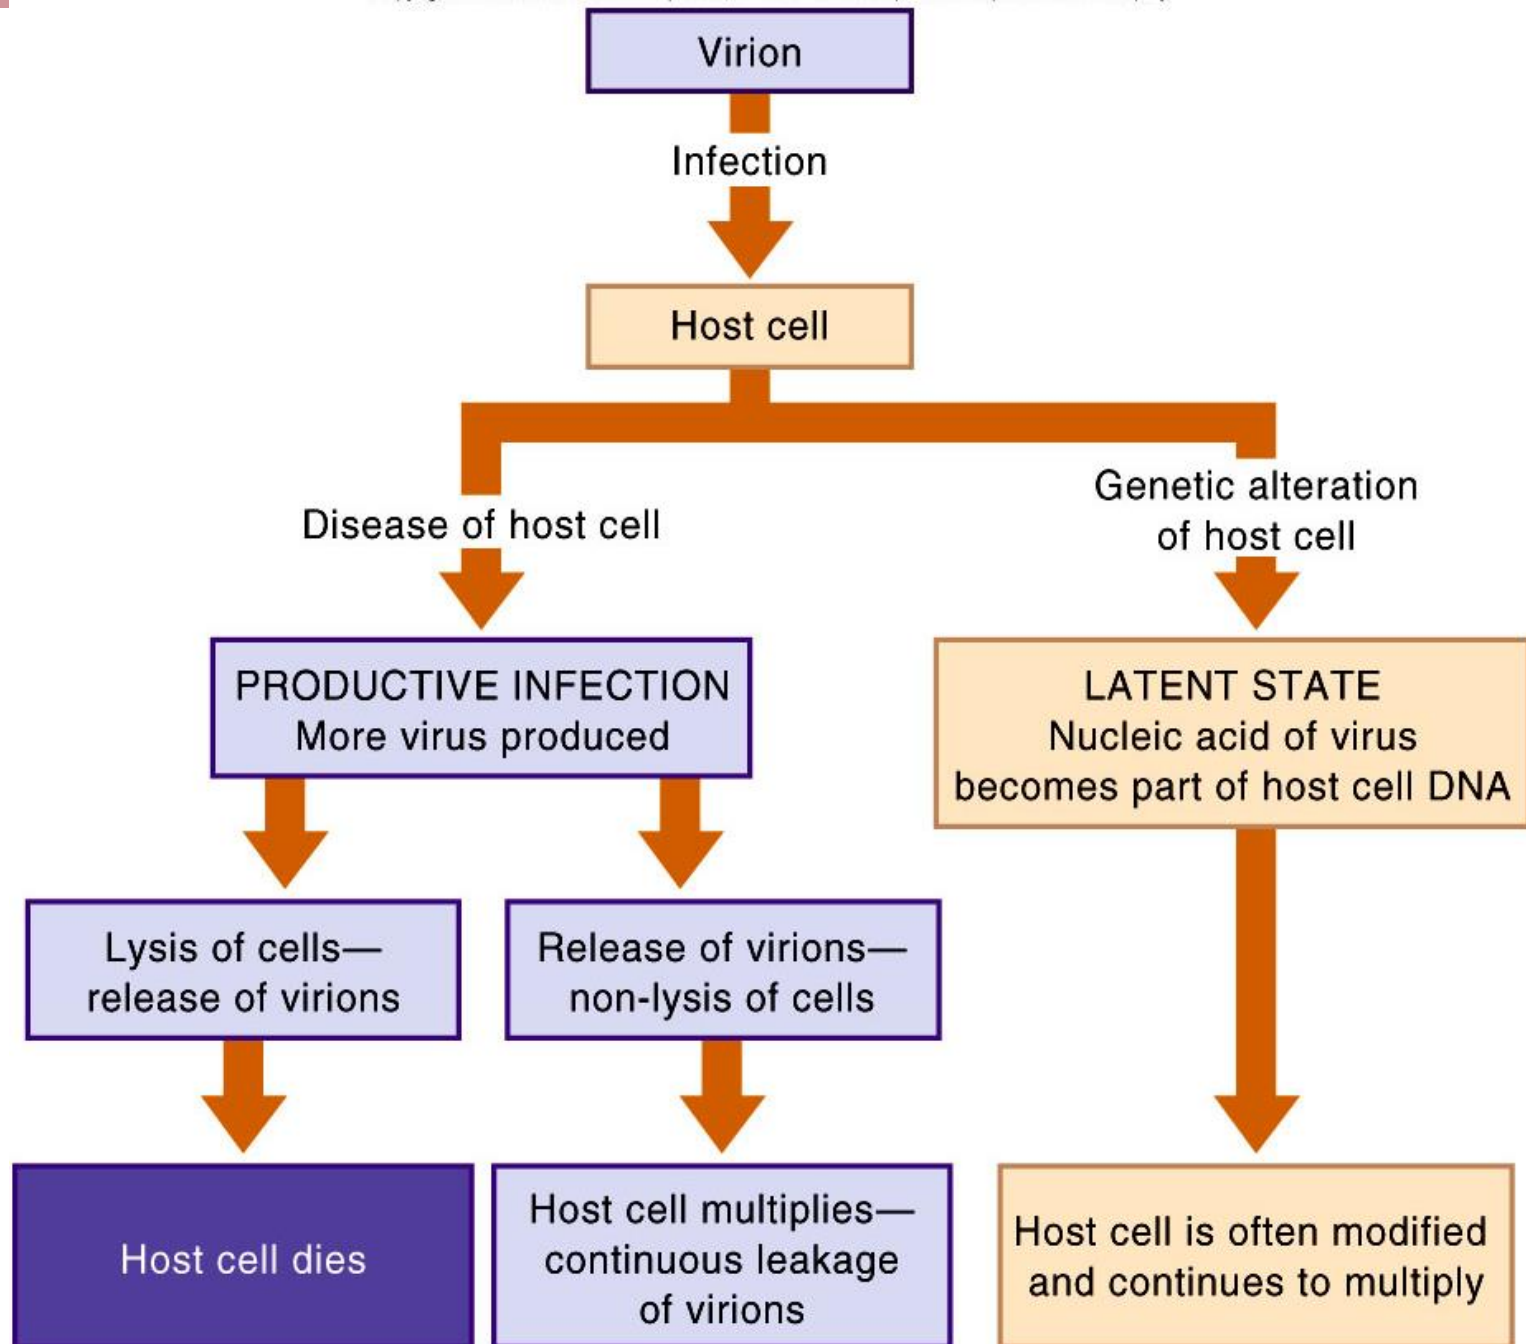 Virion
Infection
Host cell
Disease of host cell
Genetic alteration
of host cell
PRODUCTIVE INFECTION
More virus produced
LATENT STATE
Nucleic acid of virus
becomes part of host cell DNA
Lysis of cells—
release of virions
Release of virions—
non-lysis of cells
Host cell dies
Host cell multiplies—
continuous leakage
of virions
Host cell is often modified
and continues to multiply